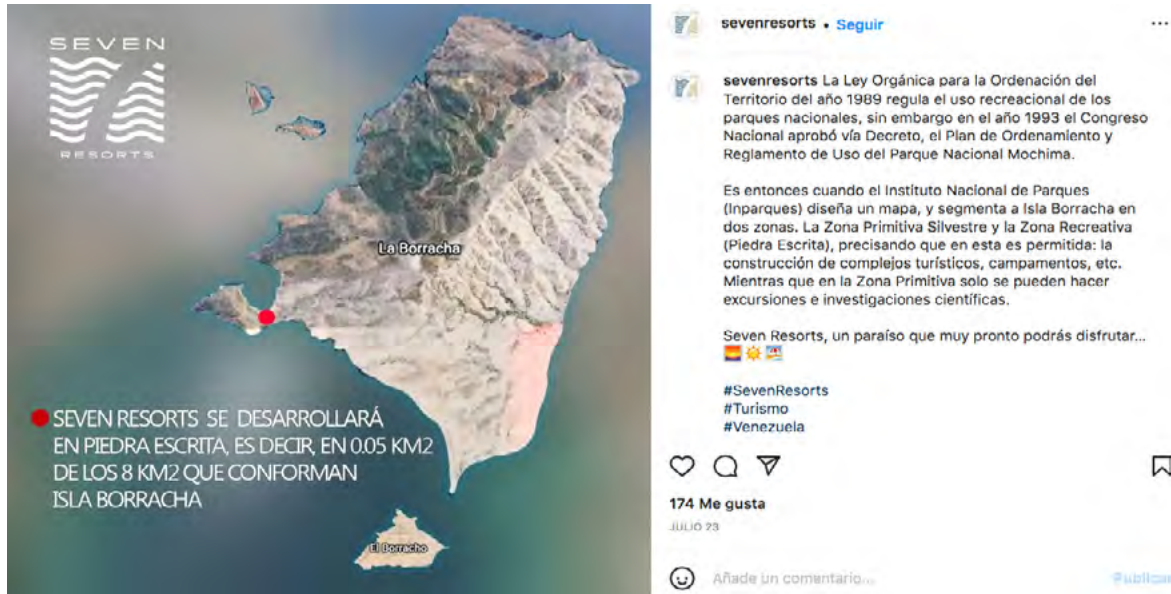 SEVEN
7
RESORTS
La Borracha
SEVEN RESORTS SE DESARROLLARÁ
EN PIEDRA ESCRITA, ES DECIR, EN 0.05 KM2
DE LOS 8 KM2 QUE CONFORMAN
ISLA BORRACHA
El Borracho
sevenresorts • Seguir
sevenresorts La Ley Orgánica para la Ordenación del
Territorio del año 1989 regula el uso recreacional de los
parques nacionales, sin embargo en el año 1993 el Congreso
Nacional aprobó vía Decreto, el Plan de Ordenamiento y
Reglamento de Uso del Parque Nacional Mochima.
Es entonces cuando el Instituto Nacional de Parques
(Inparques) diseña un mapa, y segmenta a Isla Borracha en
dos zonas. La Zona Primitiva Silvestre y la Zona Recreativa
(Piedra Escrita), precisando que en esta es permitida: la
construcción de complejos turísticos, campamentos, etc.
Mientras que en la Zona Primitiva solo se pueden hacer
excursiones e investigaciones científicas.
Seven Resorts, un paraíso que muy pronto podrás disfrutar...
#SevenResorts
#Turismo
#Venezuela
174 Me gusta
JULIO 23
Añade un comentario...
Publicar